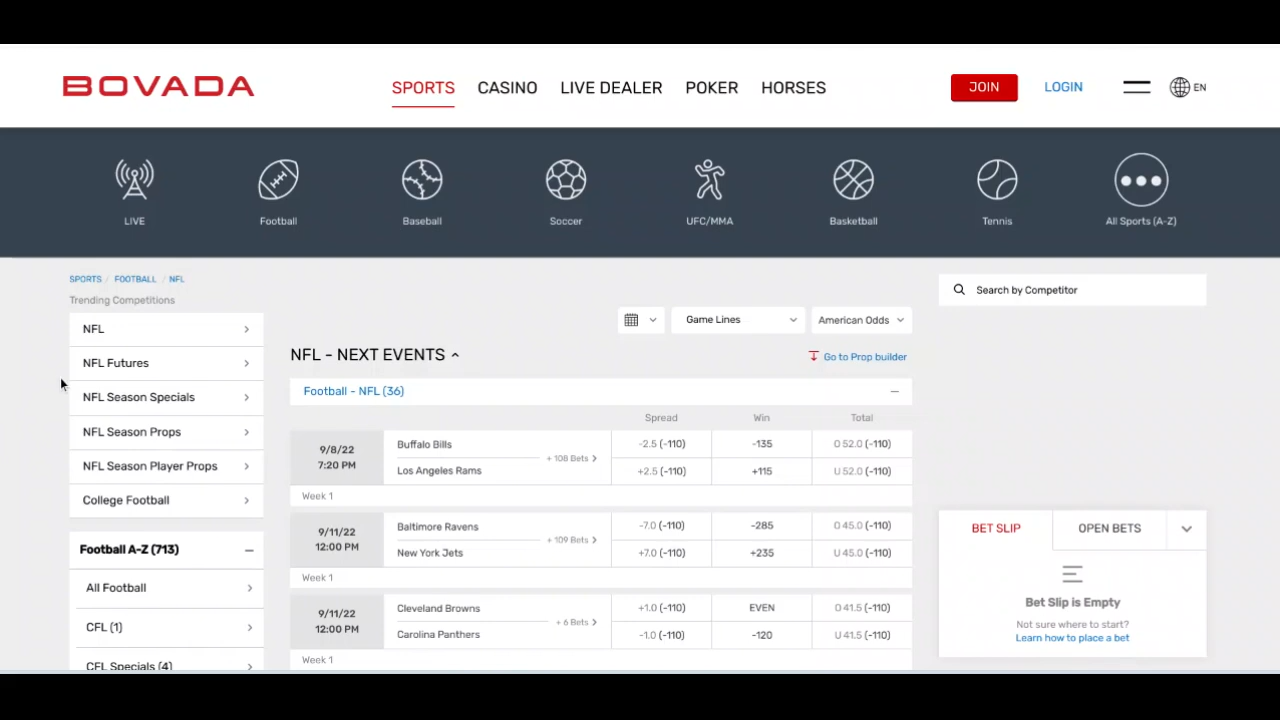 BOVADA
SPORTS CASINO LIVE DEALER POKER HORSES
JOIN LOGIN EN
LIVE Football Baseball Soccer UFC/MMA Basketball Tennis All Sports (A-Z)
SPORTS / FOOTBALL / NFL
Trending Competitions
NFL
NFL Futures
NFL Season Specials
NFL Season Props
NFL Season Player Props
College Football
Football A-Z (713)
All Football
CFL (1)
CFL Specials (4)
Game Lines American Odds
NFL - NEXT EVENTS
Go to Prop builder
Football - NFL (36)
Spread Win Total
9/8/22
7:20 PM
Buffalo Bills -2.5 (-110) -135 O 52.0 (-110)
+ 108 Bets
Los Angeles Rams +2.5 (-110) +115 U 52.0 (-110)
Week 1
9/11/22
12:00 PM
Baltimore Ravens -7.0 (-110) -285 O 45.0 (-110)
+ 109 Bets
New York Jets +7.0 (-110) +235 U 45.0 (-110)
Week 1
9/11/22
12:00 PM
Cleveland Browns +1.0 (-110) EVEN O 41.5 (-110)
+ 6 Bets
Carolina Panthers -1.0 (-110) -120 U 41.5 (-110)
Week 1
Search by Competitor
BET SLIP OPEN BETS
Bet Slip is Empty
Not sure where to start?
Learn how to place a bet